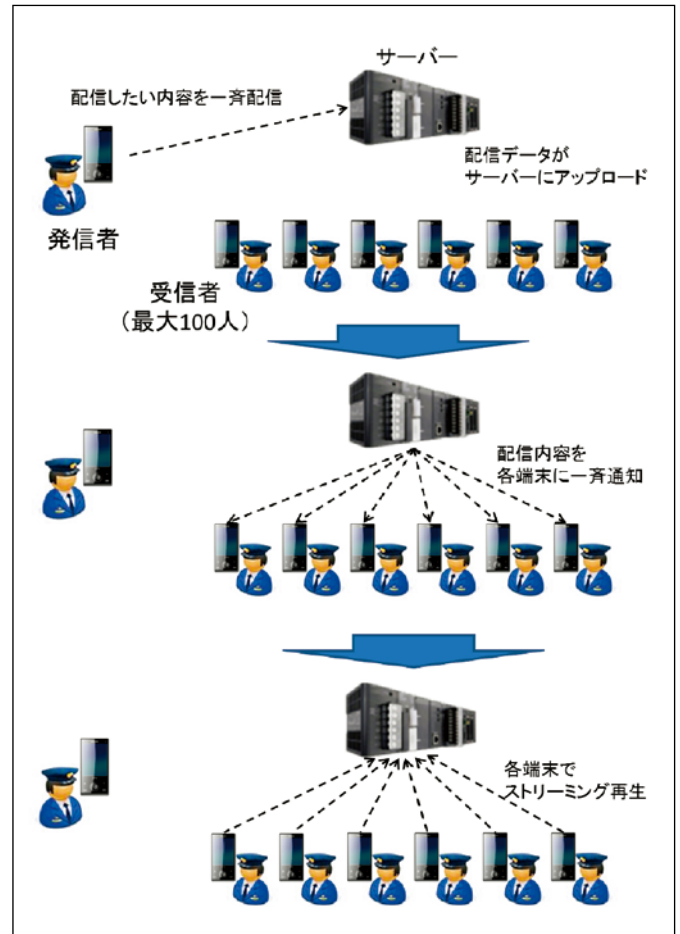 サーバー
配信したい内容を一斉配信
配信データが
サーバーにアップロード
発信者
受信者
（最大100人）
配信内容を
各端末に一斉通知
各端末で
ストリーミング再生